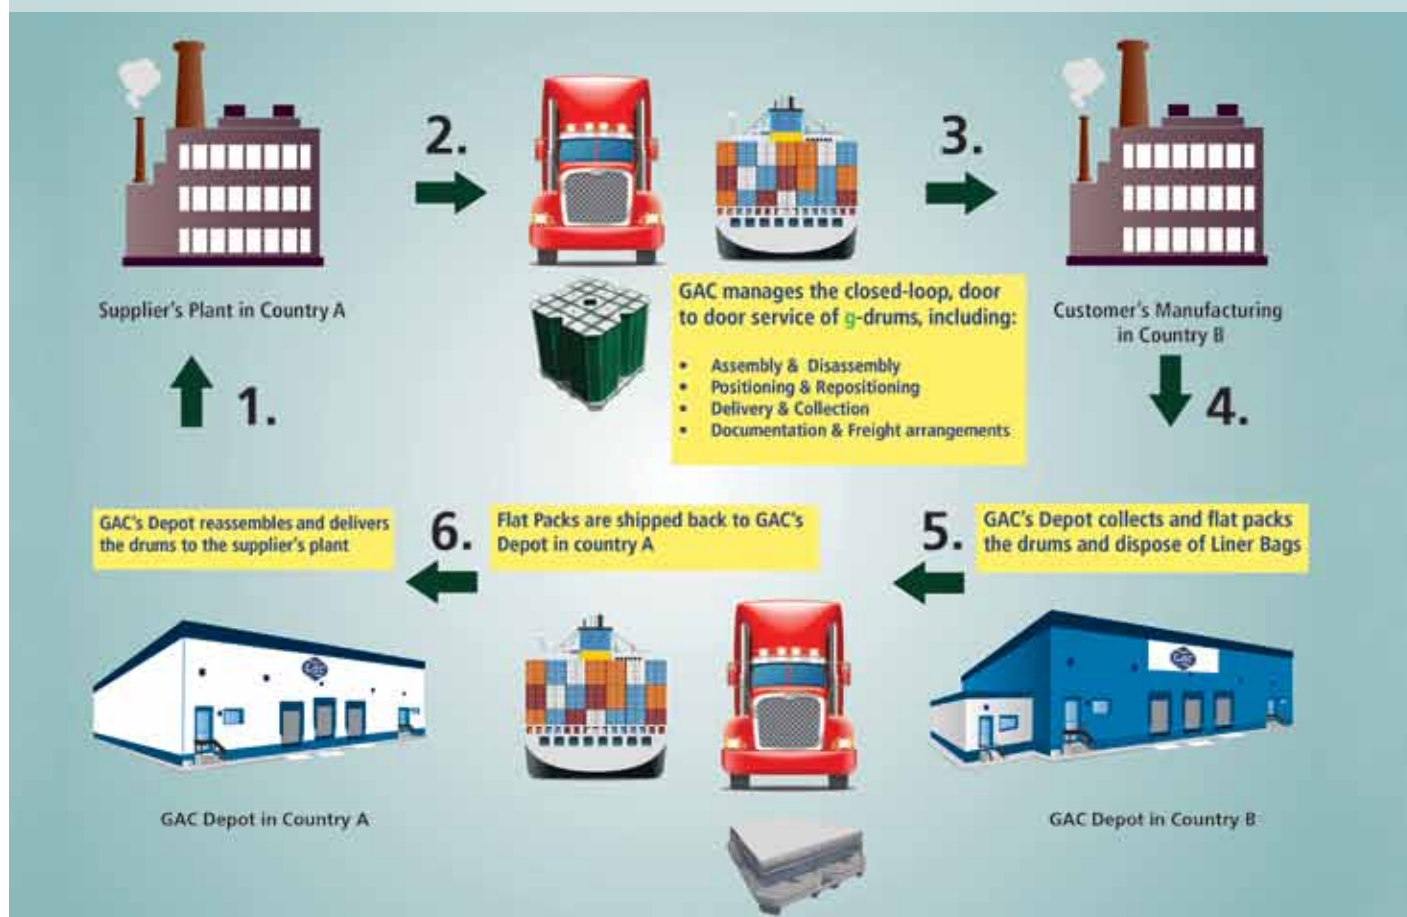 2.
3.
Supplier's Plant in Country A
GAC manages the closed-loop, door
to door service of g-drums, including:
• Assembly & Disassembly
• Positioning & Repositioning
• Delivery & Collection
• Documentation & Freight arrangements
Customer's Manufacturing
in Country B
1.
4.
GAC's Depot reassembles and delivers
the drums to the supplier's plant
6.
Flat Packs are shipped back to GAC's
Depot in country A
5.
GAC's Depot collects and flat packs
the drums and dispose of Liner Bags
GAC
GAC
GAC Depot in Country A
GAC Depot in Country B